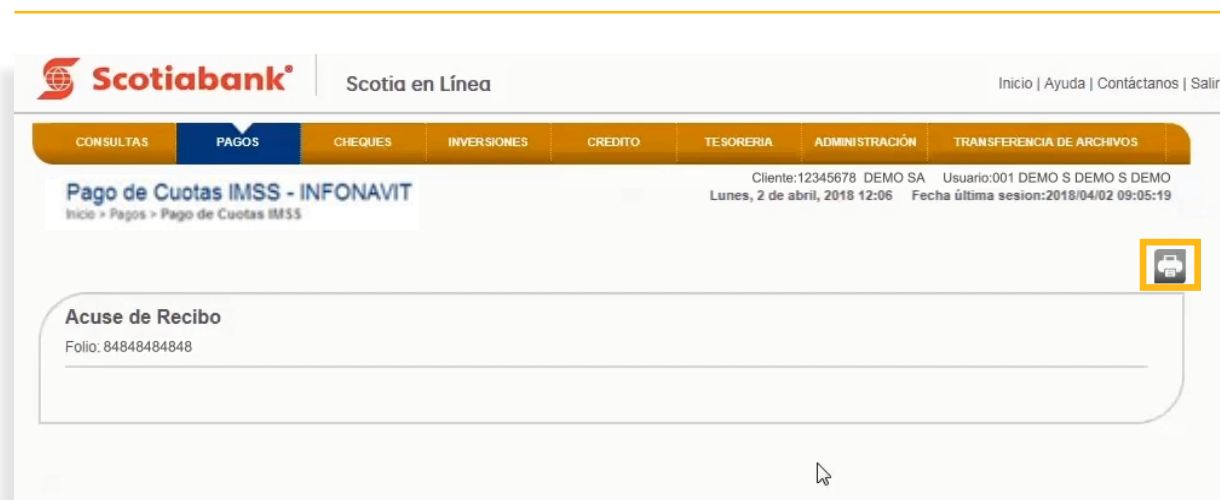 Scotiabank® Scotia en Línea Inicio | Ayuda | Contáctanos | Salir
CONSULTAS PAGOS CHEQUES INVERSIONES CREDITO TESORERIA ADMINISTRACIÓN TRANSFERENCIA DE ARCHIVOS
Cliente:12345678 DEMO SA Usuario:001 DEMO S DEMO S DEMO
Pago de Cuotas IMSS - INFONAVIT
Lunes, 2 de abril, 2018 12:06 Fecha última sesion:2018/04/02 09:05:19
Inicio > Pagos > Pago de Cuotas IMSS
Acuse de Recibo
Folio: 84848484848